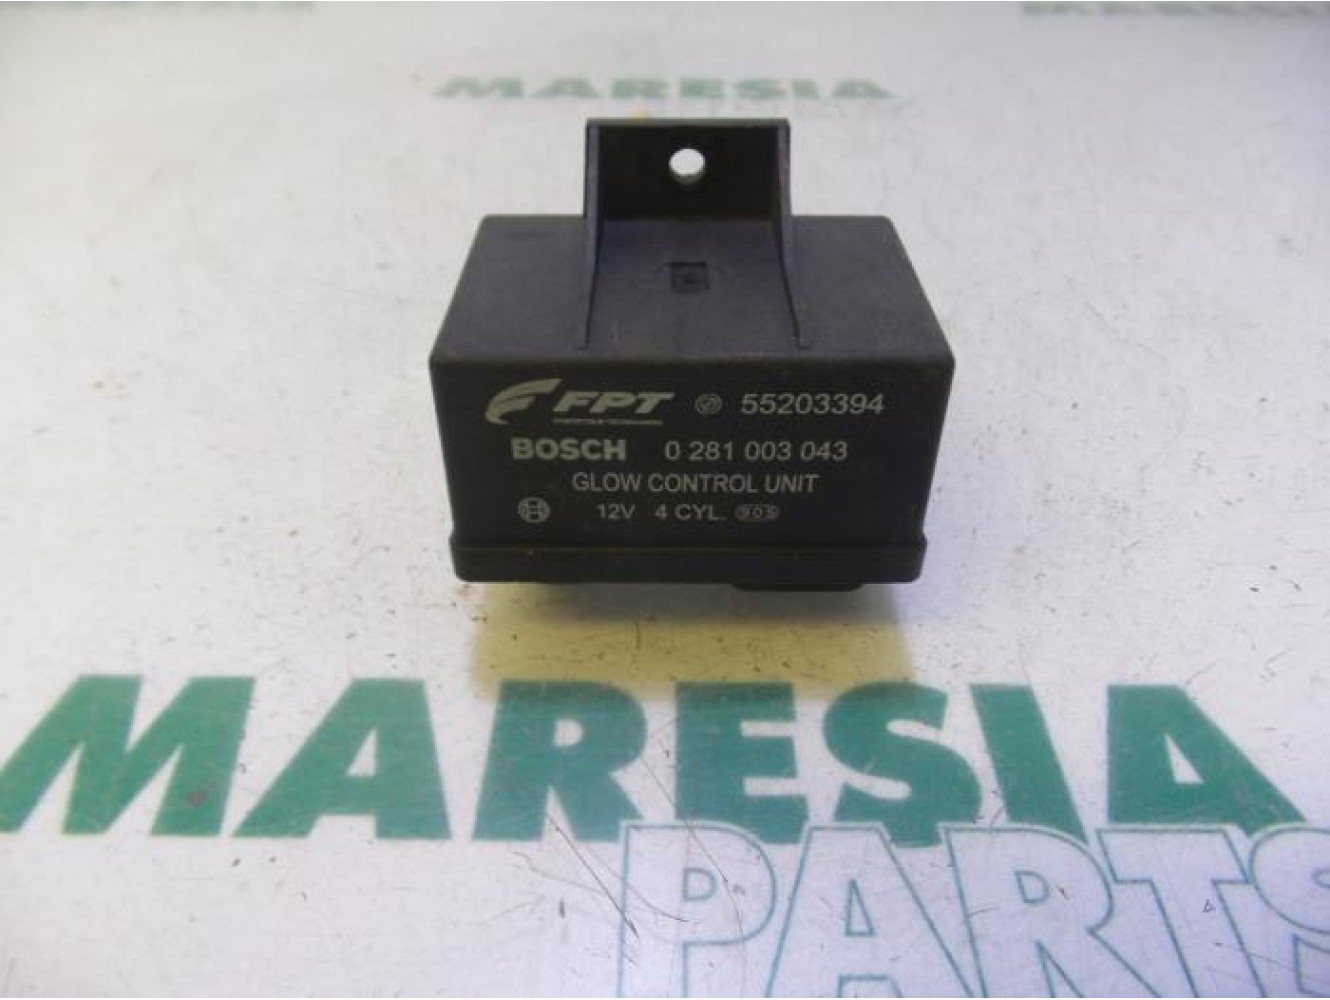 MARESIA
FPT 55203394
BOSCH 0 281 003 043
GLOW CONTROL UNIT
12V 4 CYL.
MARESIA
PARTS